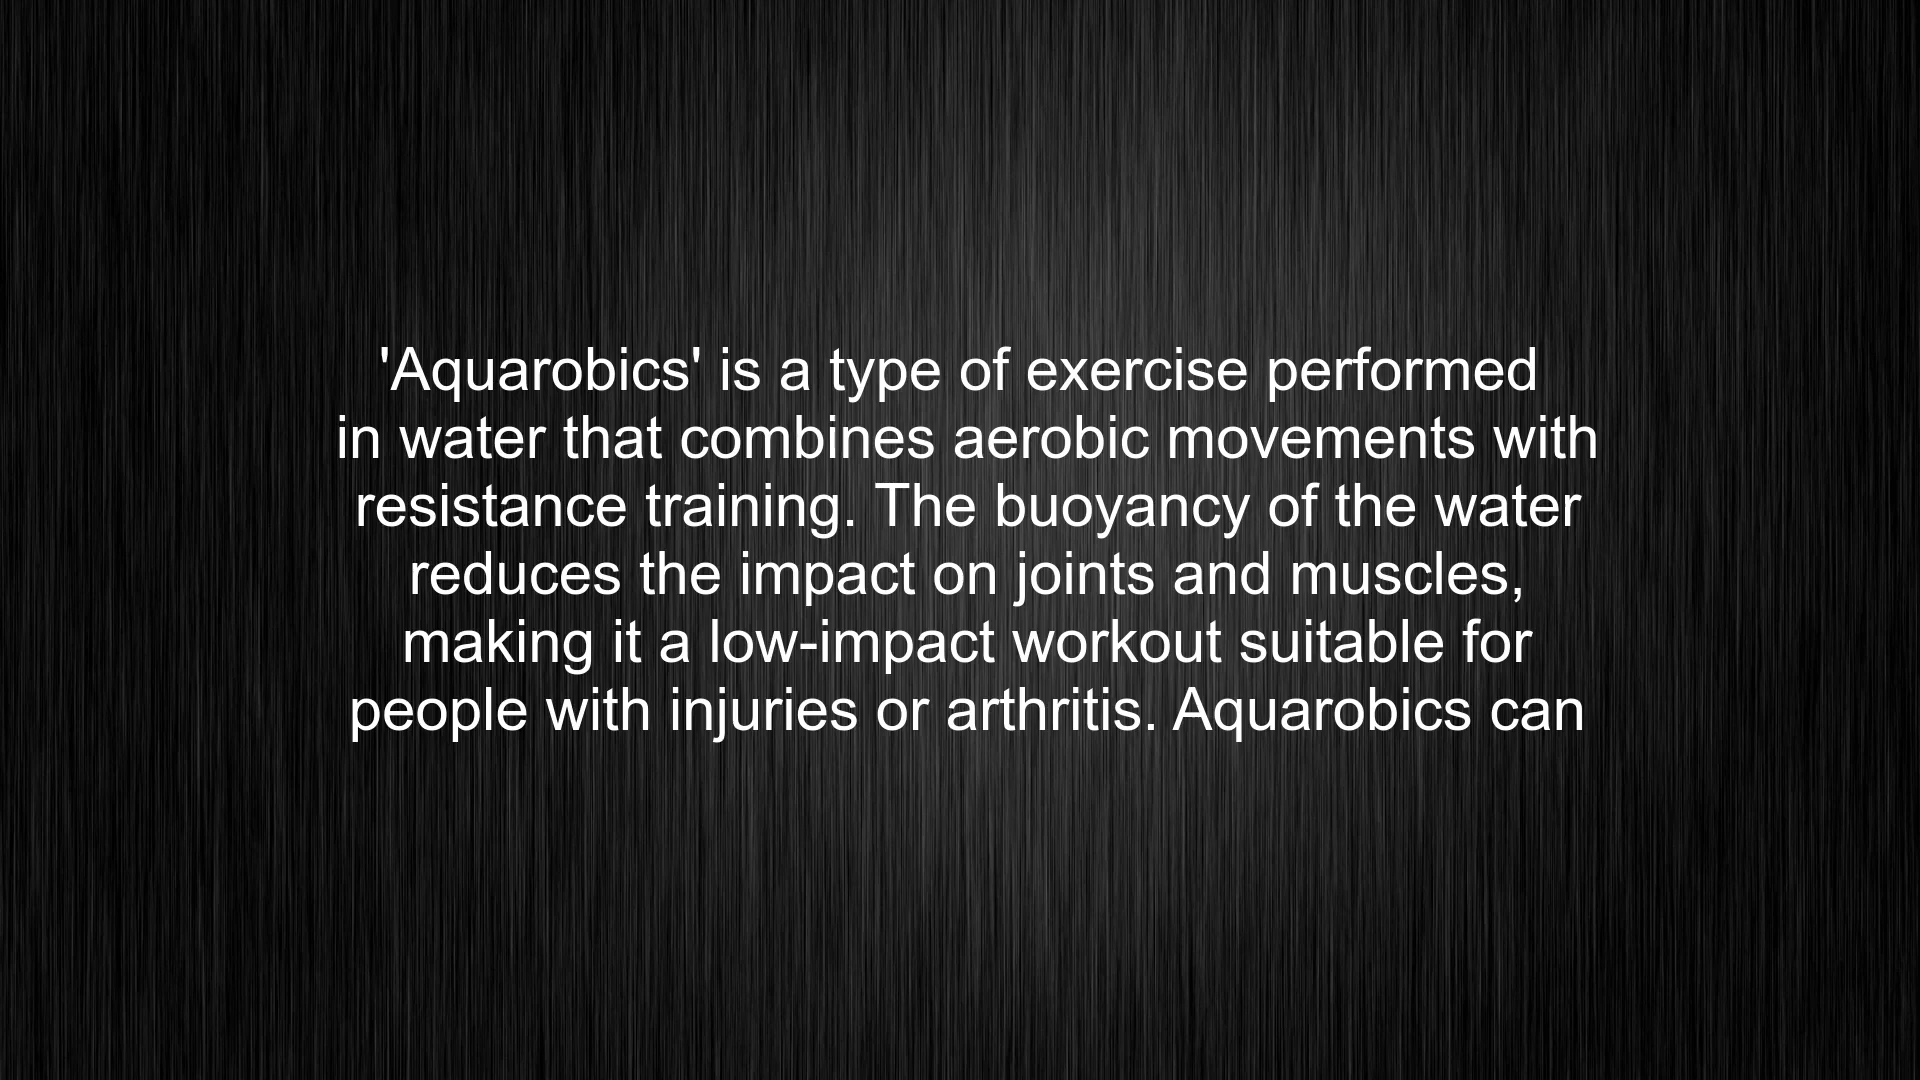 'Aquarobics' is a type of exercise performed
in water that combines aerobic movements with
resistance training. The buoyancy of the water
reduces the impact on joints and muscles,
making it a low-impact workout suitable for
people with injuries or arthritis. Aquarobics can